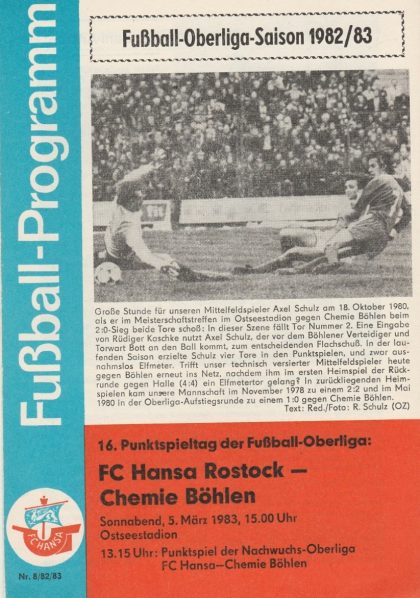 Fußball-Programm
Fußball-Oberliga-Saison 1982/83
Große Stunde für unseren Mittelfeldspieler Axel Schulz am 18. Oktober 1980,
als er im Meisterschaftstreffen im Ostseestadion gegen Chemie Böhlen beim
2:0-Sieg beide Tore schoß: In dieser Szene fällt Tor Nummer 2. Eine Eingabe
von Rüdiger Kaschke nutzt Axel Schulz, der vor dem Böhlener Verteidiger und
Torwart Bott an den Ball kommt, zum entscheidenden Flachschuß. In der lau-
fenden Saison erzielte Schulz vier Tore in den Punktspielen, und zwar aus-
nahmslos Elfmeter. Trifft unser technisch versierter Mittelfeldspieler heute
gegen Böhlen erneut ins Netz, nachdem ihm im ersten Heimspiel der Rück-
runde gegen Halle (4:4) ein Elfmetertor gelang? In zurückliegenden Heim-
spielen kam unsere Mannschaft im November 1978 zu einem 2:2 und im Mai
1980 in der Oberliga-Aufstiegsrunde zu einem 1:0 gegen Chemie Böhlen.
Text: Red./Foto: R. Schulz (OZ)
16. Punktspieltag der Fußball-Oberliga:
FC Hansa Rostock —
Chemie Böhlen
Sonnabend, 5. März 1983, 15.00 Uhr
Ostseestadion
13.15 Uhr: Punktspiel der Nachwuchs-Oberliga
FC Hansa—Chemie Böhlen
FC HANSA
Nr. 8/82/83